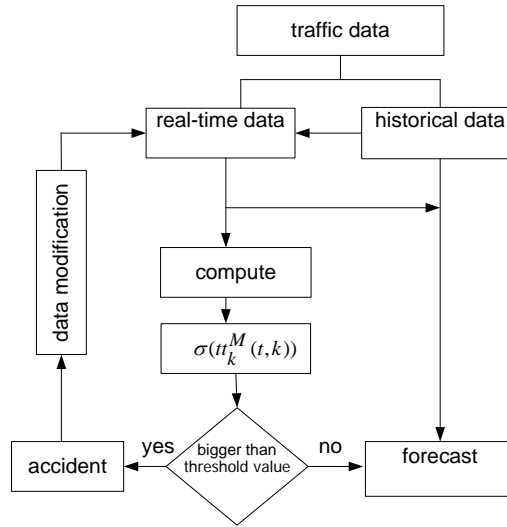 traffic data
real-time data
historical data
data modification
compute
σ(tt_k^M(t,k))
yes
bigger than
threshold value
no
accident
forecast